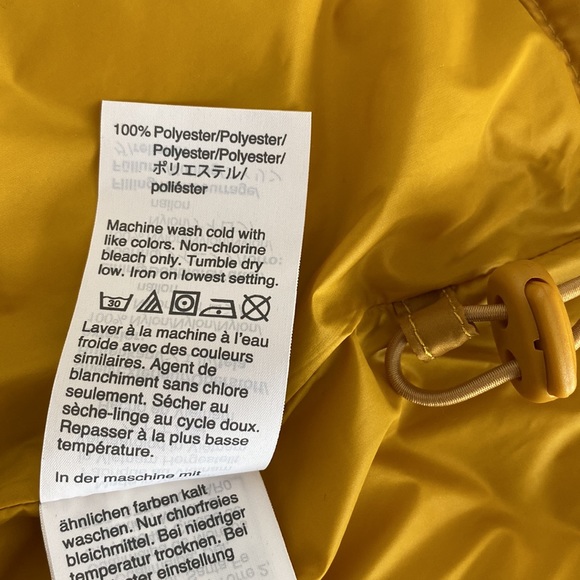 100% Polyester/Polyester/
Polyester/Polyester/
ポリエステル/
poliéster
Machine wash cold with
like colors. Non-chlorine
bleach only. Tumble dry
low. Iron on lowest setting.
30
Laver à la machine à l'eau
froide avec des couleurs
similaires. Agent de
blanchiment sans chlore
seulement. Sécher au
sèche-linge au cycle doux.
Repasser à la plus basse
température.
In der maschine mit
ähnlichen farben kalt
waschen. Nur chlorfreies
bleichmittel. Bei niedriger
temperatur trocknen. Bei
einstellung